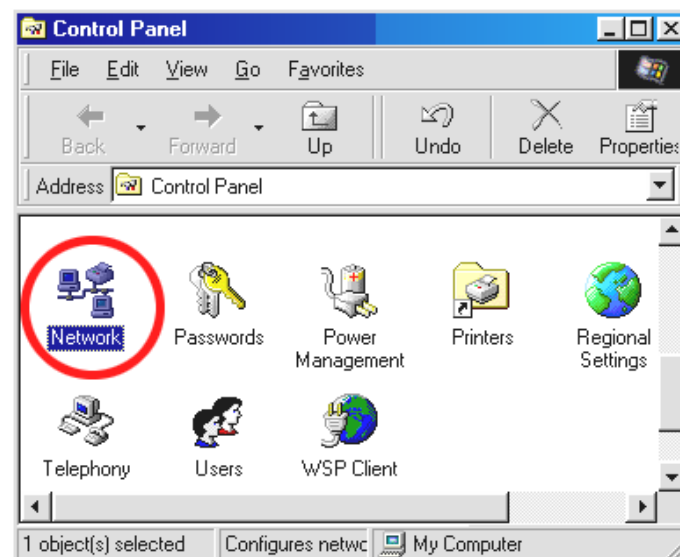 Control Panel
File Edit View Go Favorites
Back Forward Up Undo Delete Properties
Address Control Panel
Network Passwords Power Management Printers Regional Settings
Telephony Users WSP Client
1 object(s) selected Configures netwc My Computer